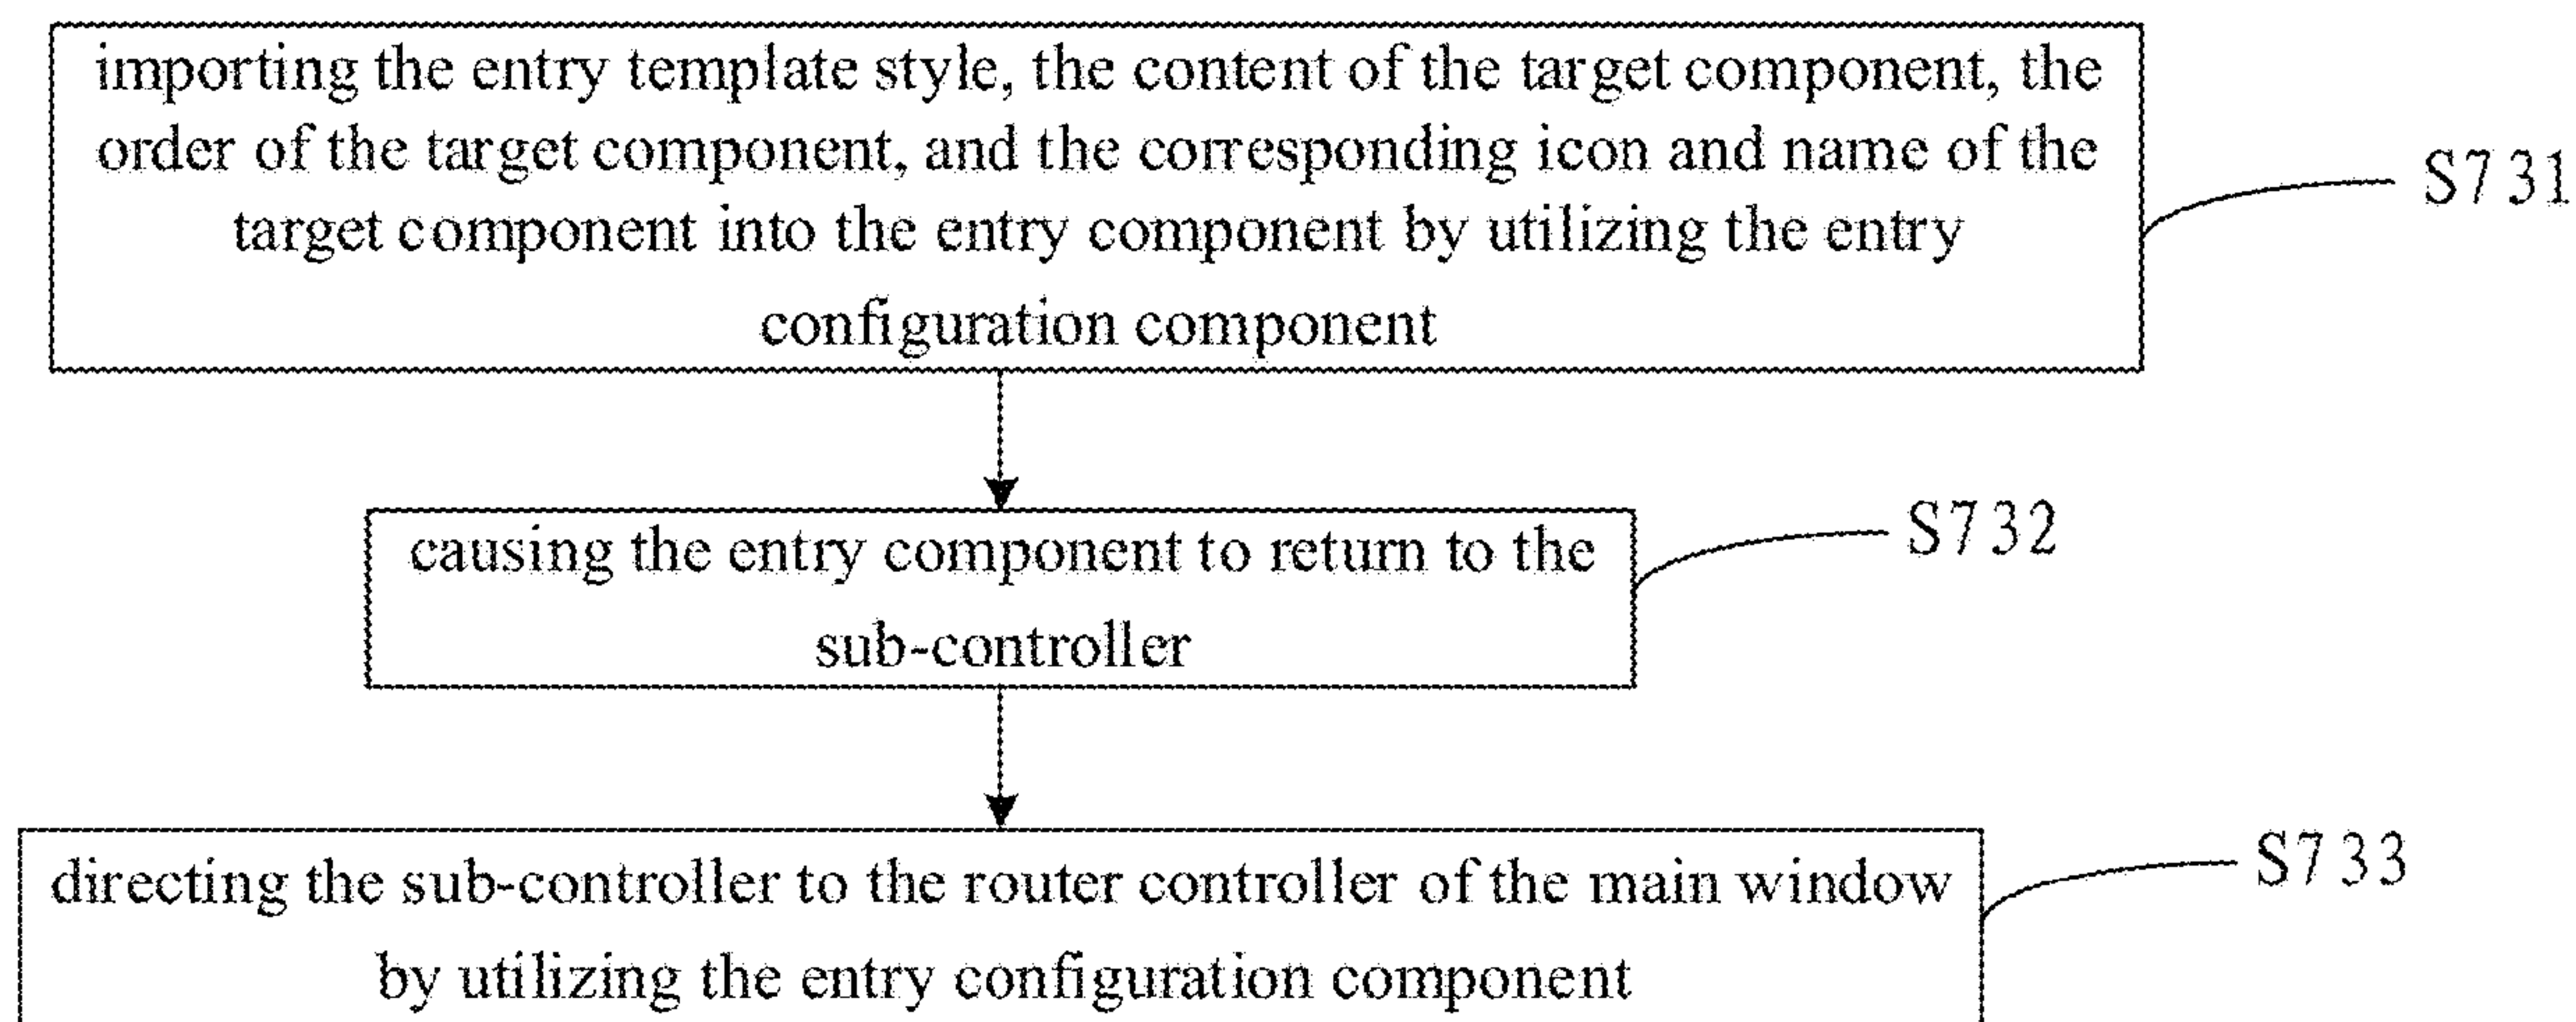 importing the entry template style, the content of the target component, the
order of the target component, and the corresponding icon and name of the
target component into the entry component by utilizing the entry
configuration component
S731
causing the entry component to return to the
sub-controller
S732
directing the sub-controller to the router controller of the main window
by utilizing the entry configuration component
S733